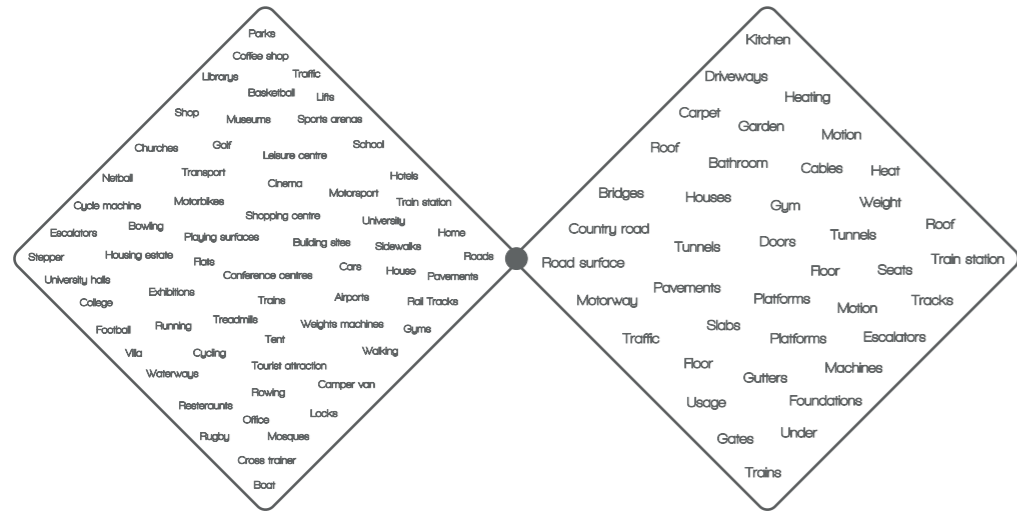 Parks
Coffee shop
Librarys
Traffic
Basketball
Lifts
Shop
Museums
Sports arenas
Churches
Golf
Leisure centre
School
Netball
Transport
Cinema
Hotels
Cycle machine
Motorbikes
Motorsport
Train station
Shopping centre
University
Escalators
Bowling
Playing surfaces
Building sites
Sidewalks
Home
Stepper
Housing estate
Flats
Conference centres
Cars
House
Roads
Pavements
University halls
College
Exhibitions
Trains
Airports
Rail Tracks
Football
Running
Treadmills
Weights machines
Gyms
Tent
Villa
Cycling
Walking
Waterways
Tourist attraction
Camper van
Rowing
Resteraunts
Office
Locks
Rugby
Mosques
Cross trainer
Boat
Kitchen
Driveways
Heating
Carpet
Garden
Motion
Roof
Bathroom
Cables
Heat
Bridges
Houses
Gym
Weight
Country road
Tunnels
Doors
Tunnels
Roof
Road surface
Floor
Seats
Train station
Motorway
Pavements
Platforms
Motion
Tracks
Traffic
Slabs
Platforms
Escalators
Floor
Gutters
Machines
Usage
Foundations
Gates
Under
Trains